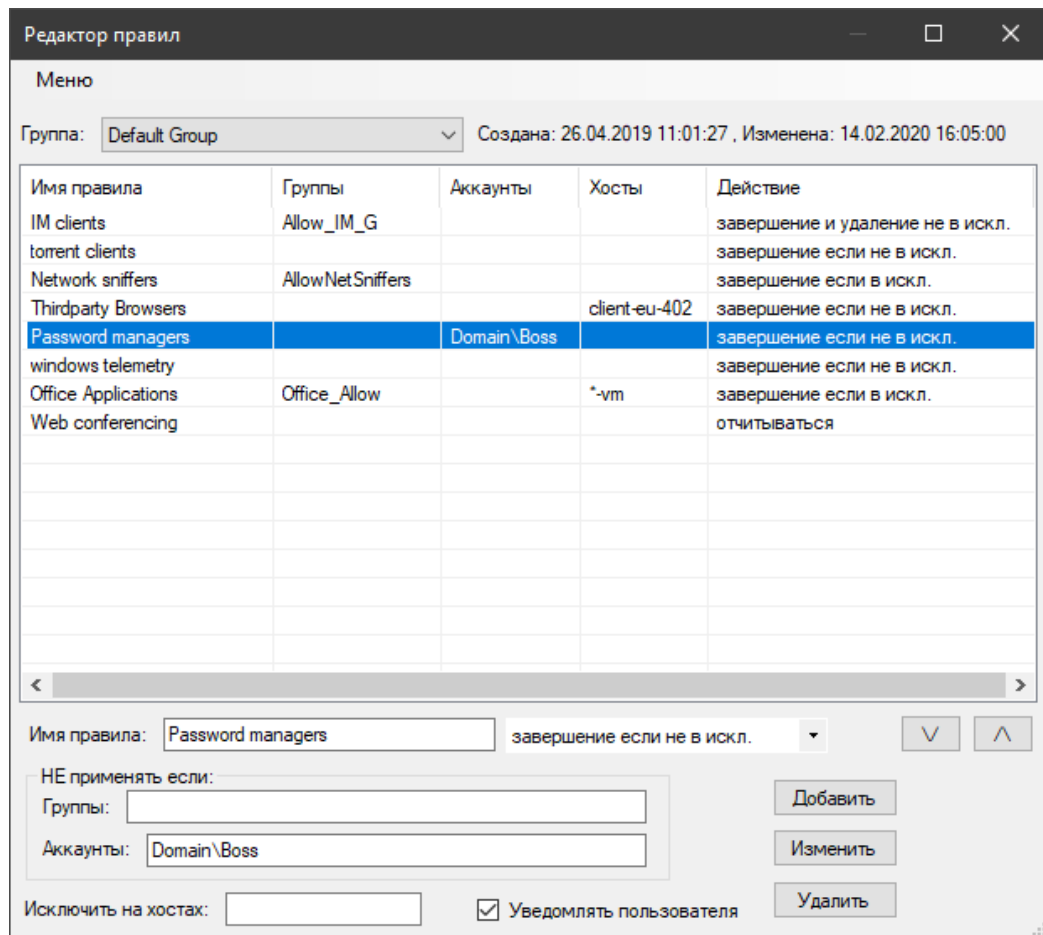 Редактор правил
Меню
Группа: Default Group Создана: 26.04.2019 11:01:27 , Изменена: 14.02.2020 16:05:00
Имя правила Группы Аккаунты Хосты Действие
IM clients Allow_IM_G завершение и удаление не в искл.
torrent clients завершение если не в искл.
Network sniffers AllowNetSniffers завершение если в искл.
Thirdparty Browsers client-eu-402 завершение если не в искл.
Password managers Domain\Boss завершение если не в искл.
windows telemetry завершение если не в искл.
Office Applications Office_Allow *-vm завершение если в искл.
Web conferencing отчитываться
Имя правила: Password managers завершение если не в искл.
НЕ применять если:
Группы:
Добавить
Аккаунты: Domain\Boss
Изменить
Исключить на хостах: Уведомлять пользователя Удалить